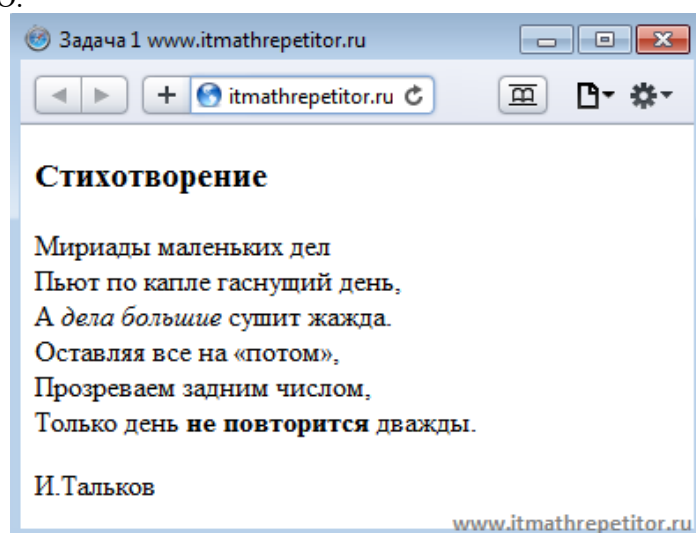 Задача 1 www.itmathrepetitor.ru
itmathrepetitor.ru
Стихотворение
Мириады маленьких дел
Пьют по капле гаснущий день,
А дела большие сушит жажда.
Оставляя все на «потом»,
Прозреваем задним числом,
Только день не повторится дважды.
И.Тальков
www.itmathrepetitor.ru